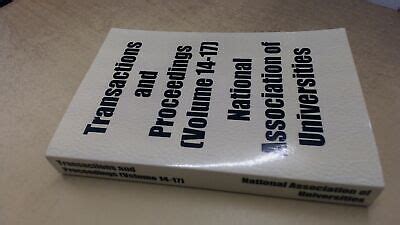 Transactions
and
Proceedings
(Volume 14-17)
National
Association of
Universities
Transactions and
Proceedings (Volume 14-17)
National Association of
Universities